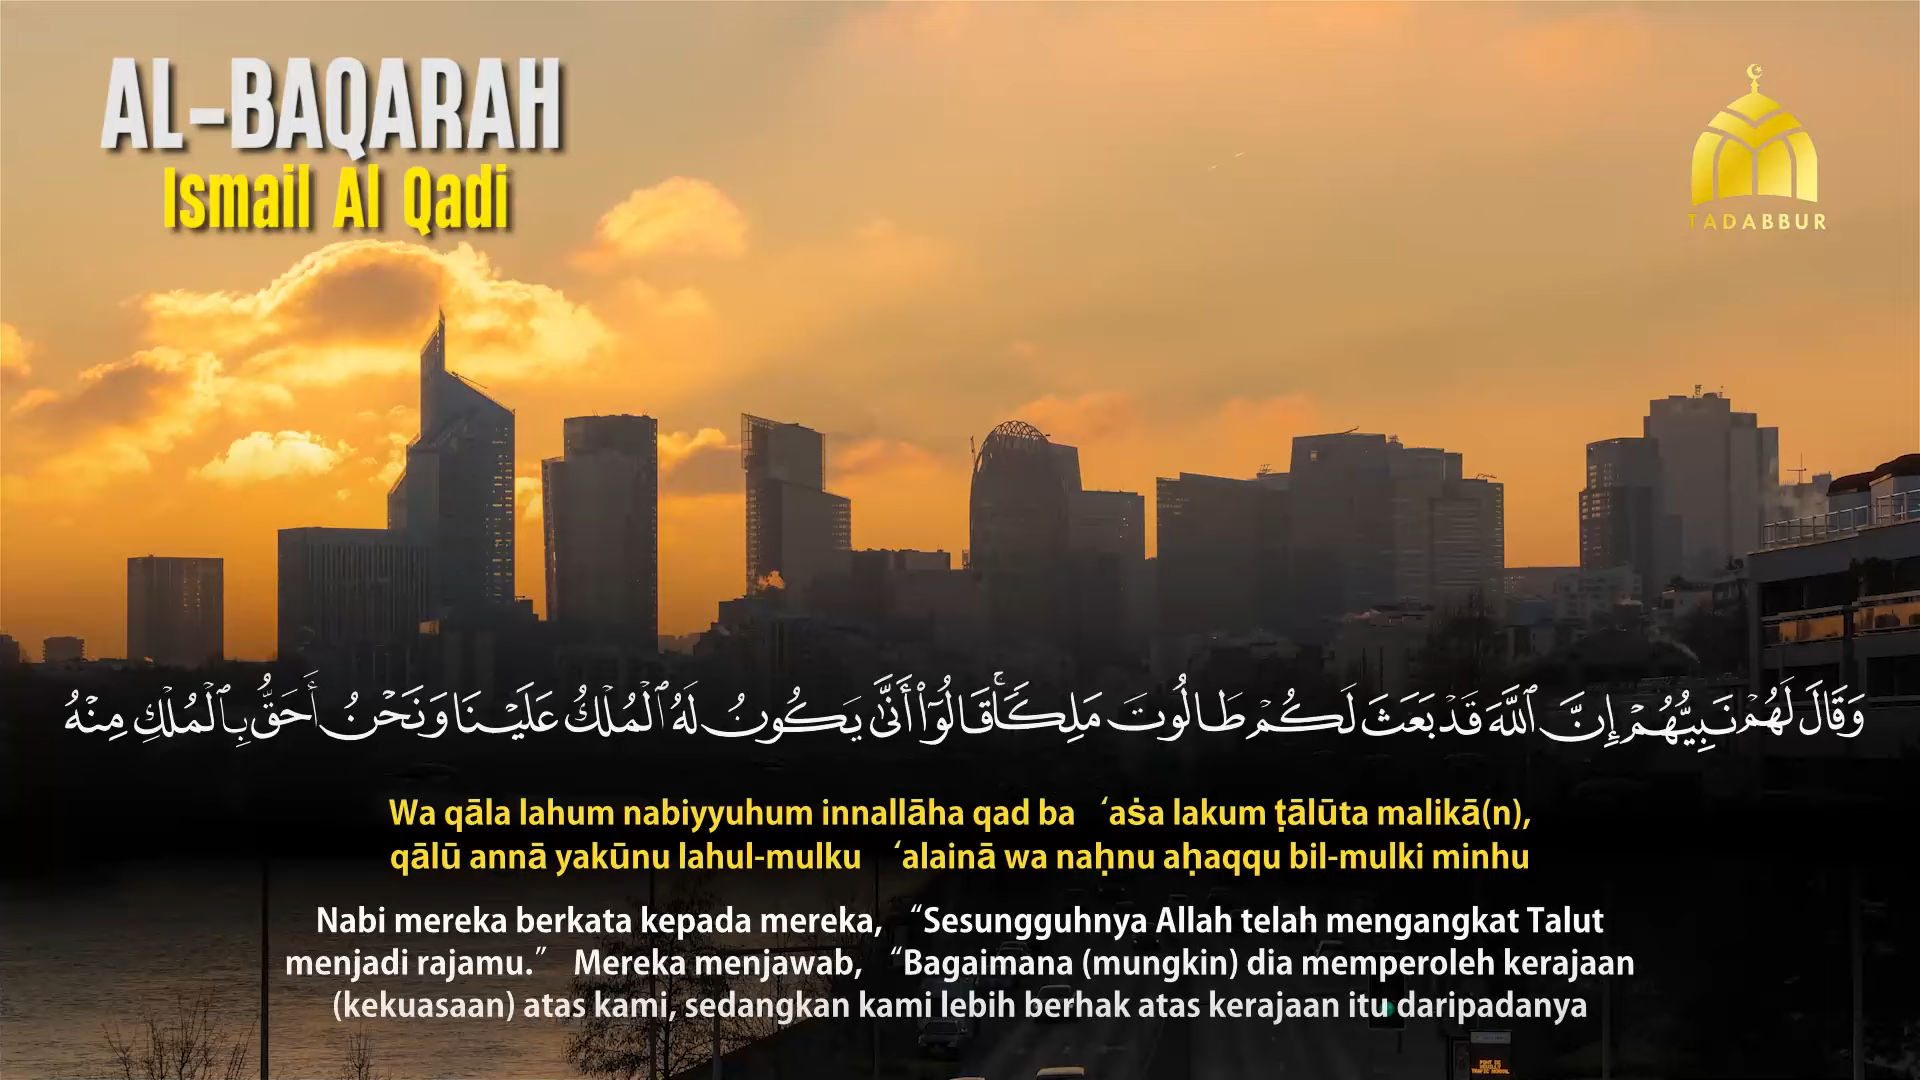 AL-BAQARAH
Ismail Al Qadi
TADABBUR
وَقَالَ لَهُمْ نَبِيُّهُمْ إِنَّ ٱللَّهَ قَدْ بَعَثَ لَكُمْ طَالُوتَ مَلِكًا ۚ قَالُوٓا۟ أَنَّىٰ يَكُونُ لَهُ ٱلْمُلْكُ عَلَيْنَا وَنَحْنُ أَحَقُّ بِٱلْمُلْكِ مِنْهُ
Wa qāla lahum nabiyyuhum innallāha qad ba ‘aṡa lakum ṭālūta malikā(n),
qālū annā yakūnu lahul-mulku ‘alainā wa naḥnu aḥaqqu bil-mulki minhu
Nabi mereka berkata kepada mereka, “Sesungguhnya Allah telah mengangkat Talut
menjadi rajamu.” Mereka menjawab, “Bagaimana (mungkin) dia memperoleh kerajaan
(kekuasaan) atas kami, sedangkan kami lebih berhak atas kerajaan itu daripadanya